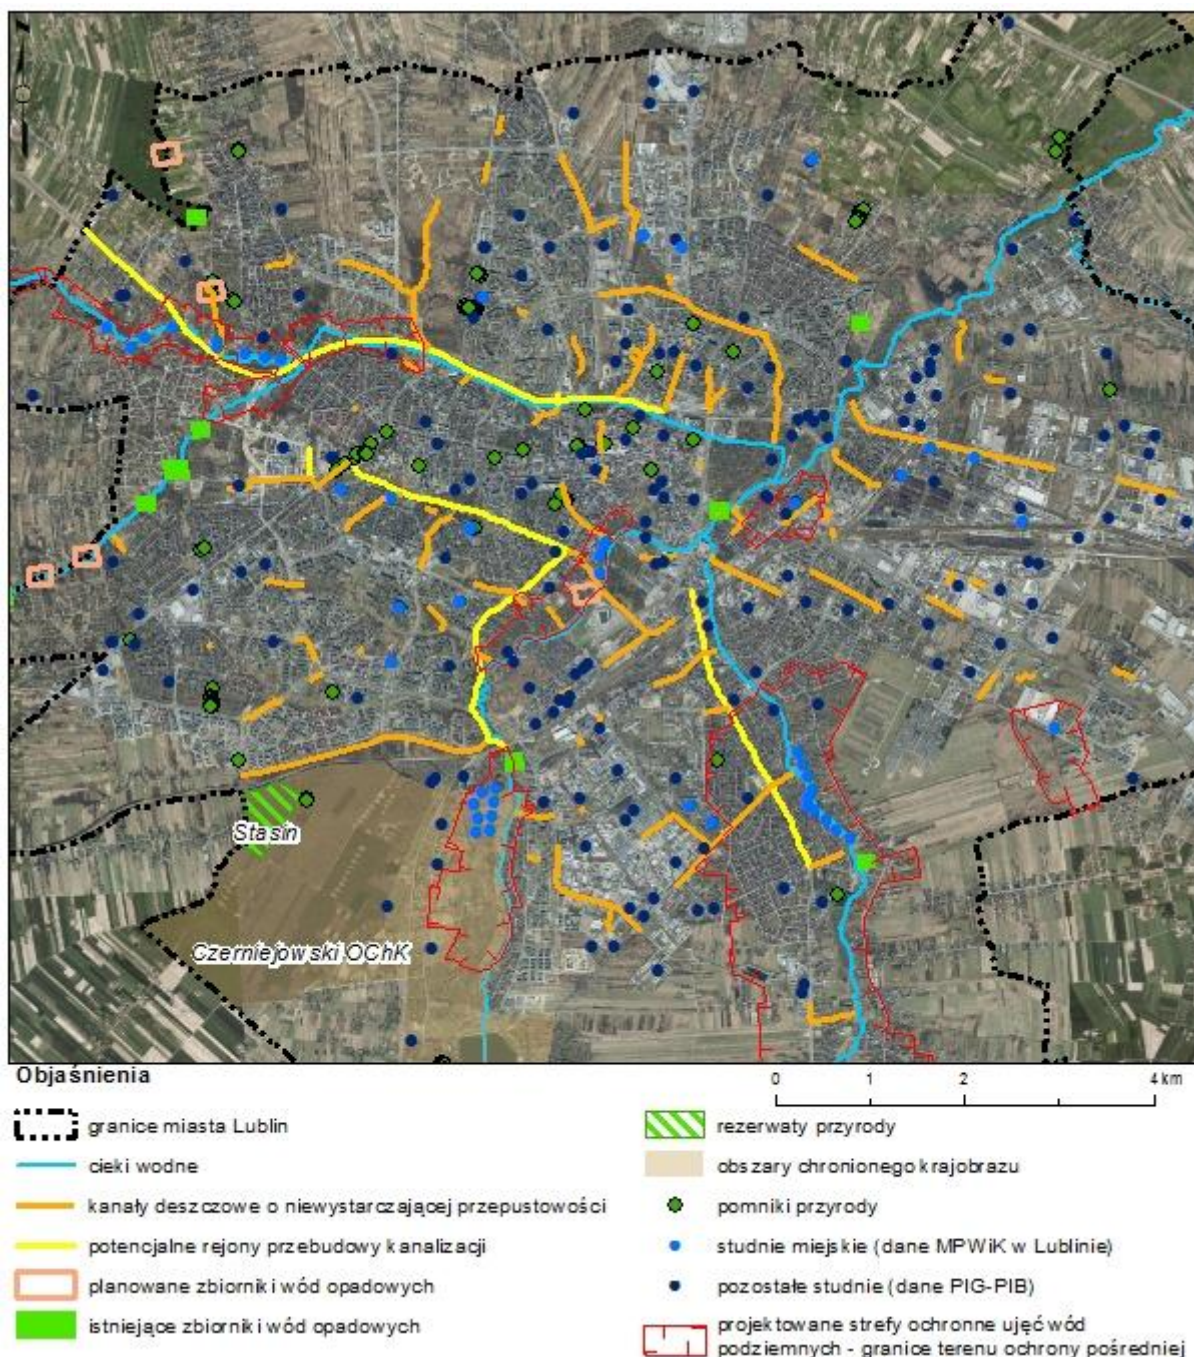 Stasin
Czerniejowski OChK
Objaśnienia
0 1 2 4 km
granice miasta Lublin
cieki wodne
kanały deszczowe o niewystarczającej przepustowości
potencjalne rejony przebudowy kanalizacji
planowane zbiorniki wód opadowych
istniejące zbiorniki wód opadowych
rezerwaty przyrody
obszary chronionego krajobrazu
pomniki przyrody
studnie miejskie (dane MPWiK w Lublinie)
pozostałe studnie (dane PIG-PIB)
projektowane strefy ochronne ujęć wód
podziemnych - granice terenu ochrony pośredniej